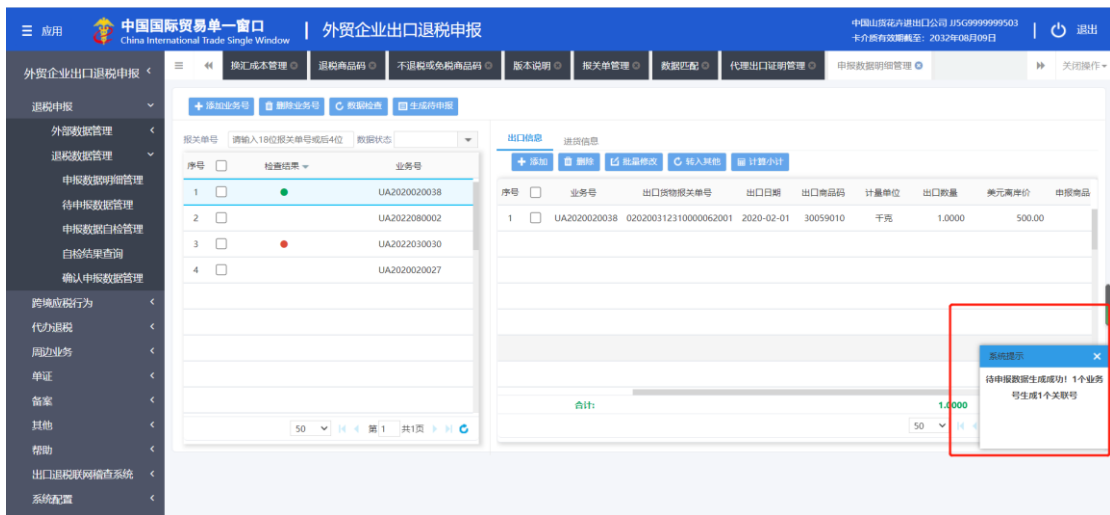 应用
中国国际贸易单一窗口
China International Trade Single Window
外贸企业出口退税申报
中国山货花卉进出口公司 JJ5G9999999503
卡介质有效期截至：2032年08月09日
退出
外贸企业出口退税申报
换汇成本管理
退税商品码
不退税或免税商品码
版本说明
报关单管理
数据匹配
代理出口证明管理
申报数据明细管理
关闭操作
退税申报
外部数据管理
退税数据管理
申报数据明细管理
待申报数据管理
申报数据自检管理
自检结果查询
确认申报数据管理
跨境应税行为
代办退税
周边业务
单证
备案
其他
帮助
出口退税联网稽查系统
系统配置
添加业务号 删除业务号 数据检查 生成待申报
报关单号 请输入18位报关单号或后4位 数据状态
序号 检查结果 业务号
1 UA2020020038
2 UA2022080002
3 UA2022030030
4 UA2020020027
50 第 1 共1页
出口信息 进货信息
添加 删除 批量修改 转入其他 计算小计
序号 业务号 出口货物报关单号 出口日期 出口商品码 计量单位 出口数量 美元离岸价 申报商品
1 UA2020020038 020200312310000062001 2020-02-01 30059010 千克 1.0000 500.00
合计: 1.0000
50
系统提示
待申报数据生成成功！1个业务
号生成1个关联号